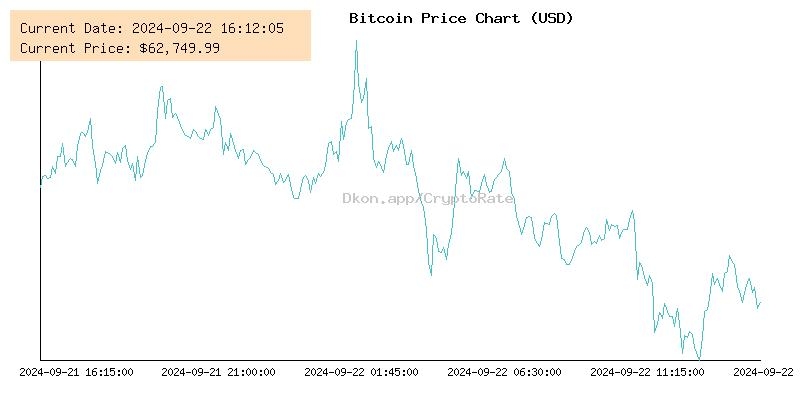 Bitcoin Price Chart (USD)
Current Date: 2024-09-22 16:12:05
Current Price: $62,749.99
Dkon.app/CryptoRate
2024-09-21 16:15:00 2024-09-21 21:00:00 2024-09-22 01:45:00 2024-09-22 06:30:00 2024-09-22 11:15:00 2024-09-22